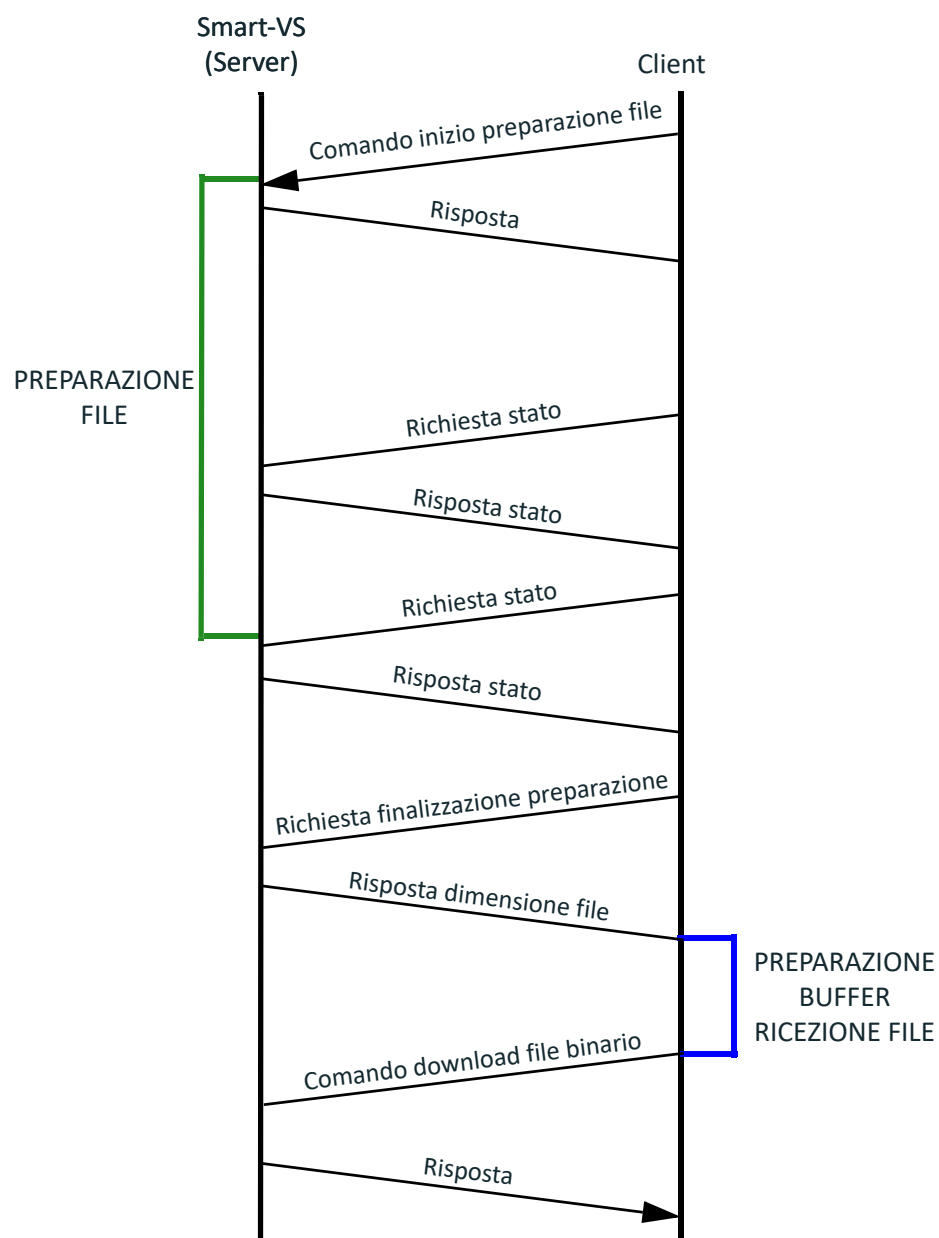 Smart-VS
(Server)
Client
Comando inizio preparazione file
Risposta
PREPARAZIONE
FILE
Richiesta stato
Risposta stato
Richiesta stato
Risposta stato
Richiesta finalizzazione preparazione
Risposta dimensione file
PREPARAZIONE
BUFFER
RICEZIONE FILE
Comando download file binario
Risposta